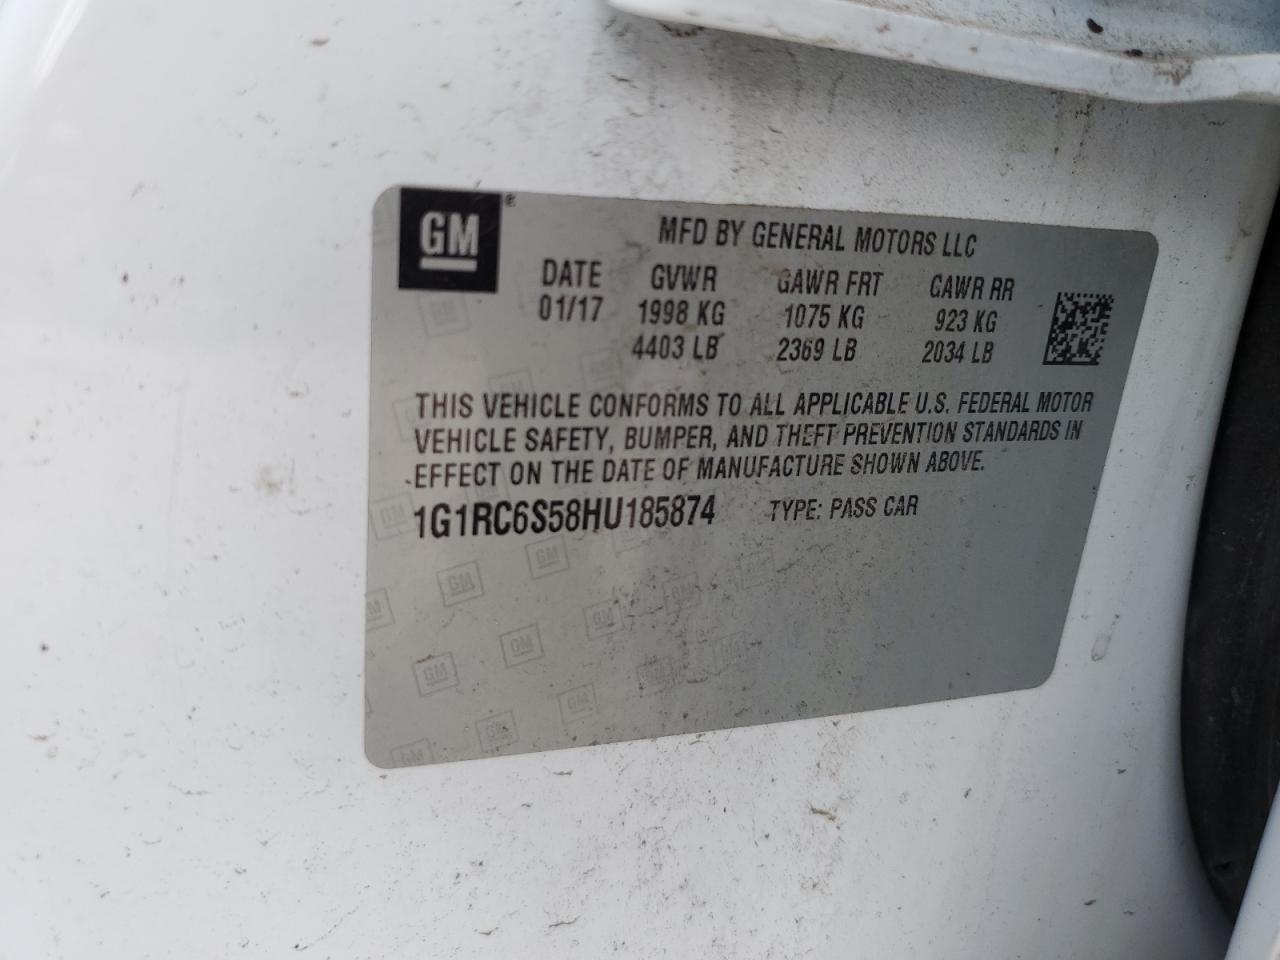 GM®
MFD BY GENERAL MOTORS LLC
DATE GVWR GAWR FRT GAWR RR
01/17 1998 KG 1075 KG 923 KG
4403 LB 2369 LB 2034 LB
THIS VEHICLE CONFORMS TO ALL APPLICABLE U.S. FEDERAL MOTOR
VEHICLE SAFETY, BUMPER, AND THEFT PREVENTION STANDARDS IN
EFFECT ON THE DATE OF MANUFACTURE SHOWN ABOVE.
1G1RC6S58HU185874 TYPE: PASS CAR